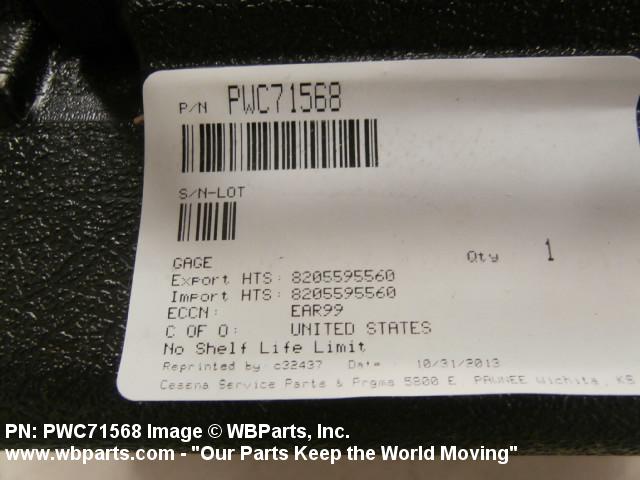 P/N PWC71568
S/N-LOT
GAGE Qty 1
Export HTS: 8205595560
Import HTS: 8205595560
ECCN: EAR99
C OF O: UNITED STATES
No Shelf Life Limit
Reprinted by c32437 Date 10/31/2013
Cessna Service Parts & Prgms 5800 E. PAWNEE Wichita, KS
PN: PWC71568 Image © WBParts, Inc.
www.wbparts.com - "Our Parts Keep the World Moving"